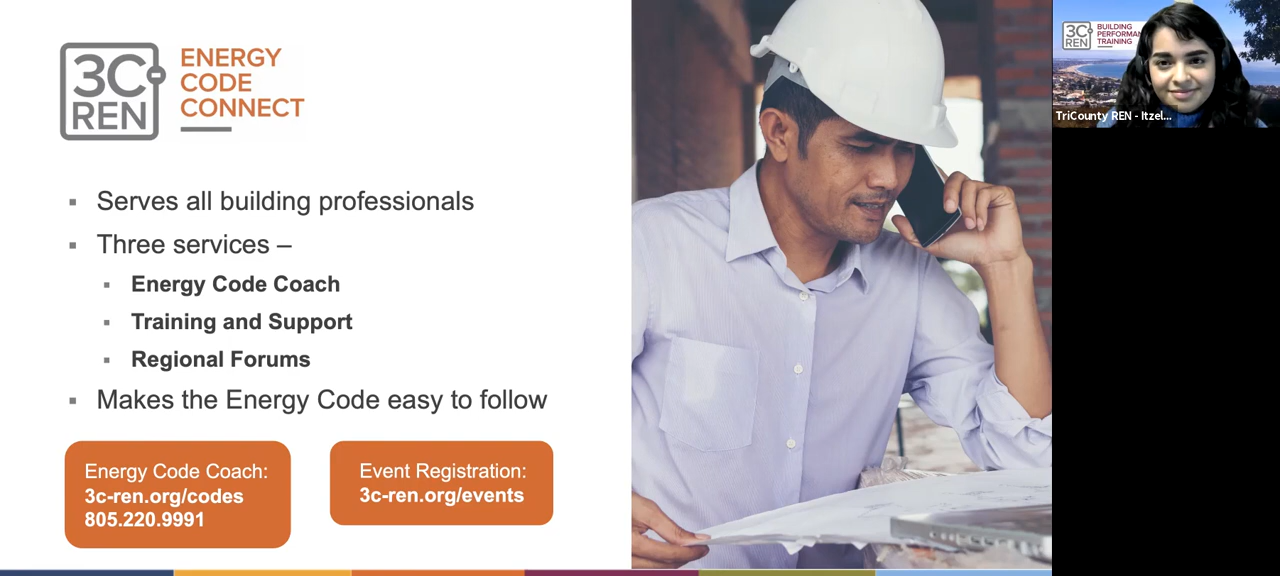 3C
REN
ENERGY
CODE
CONNECT
▪ Serves all building professionals
▪ Three services –
▪ Energy Code Coach
▪ Training and Support
▪ Regional Forums
▪ Makes the Energy Code easy to follow
Energy Code Coach:
3c-ren.org/codes
805.220.9991
Event Registration:
3c-ren.org/events
3C
REN
BUILDING
PERFORMAN
TRAINING
TriCounty REN - Itzel...